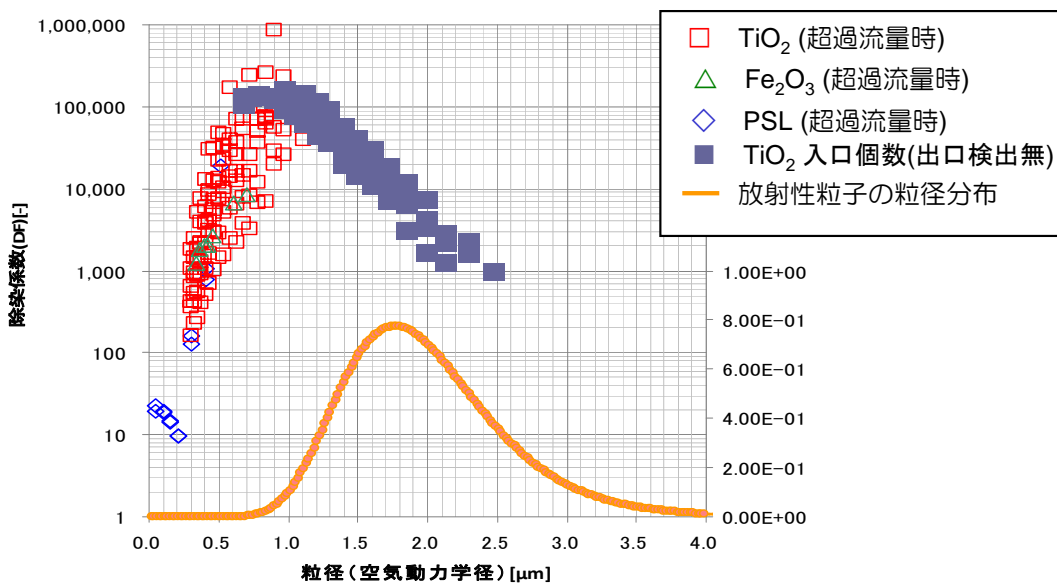 1,000,000
100,000
10,000
1,000
100
10
1
除染係数(DF)[-]
TiO2 (超過流量時)
Fe2O3 (超過流量時)
PSL (超過流量時)
TiO2 入口個数(出口検出無)
放射性粒子の粒径分布
1.00E+00
8.00E-01
6.00E-01
4.00E-01
2.00E-01
0.00E+00
0.0 0.5 1.0 1.5 2.0 2.5 3.0 3.5 4.0
粒径(空気動力学径)[μm]